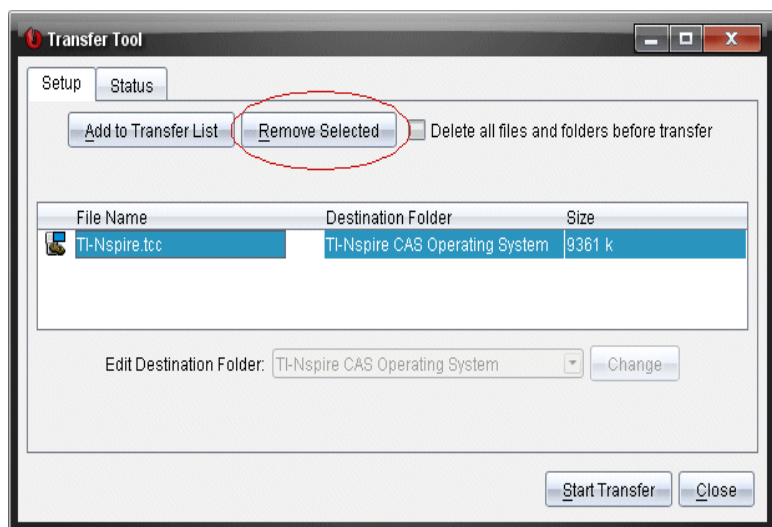 Transfer Tool
Setup Status
Add to Transfer List Remove Selected Delete all files and folders before transfer
File Name Destination Folder Size
TI-Nspire.tcc TI-Nspire CAS Operating System 9361 k
Edit Destination Folder: TI-Nspire CAS Operating System Change
Start Transfer Close